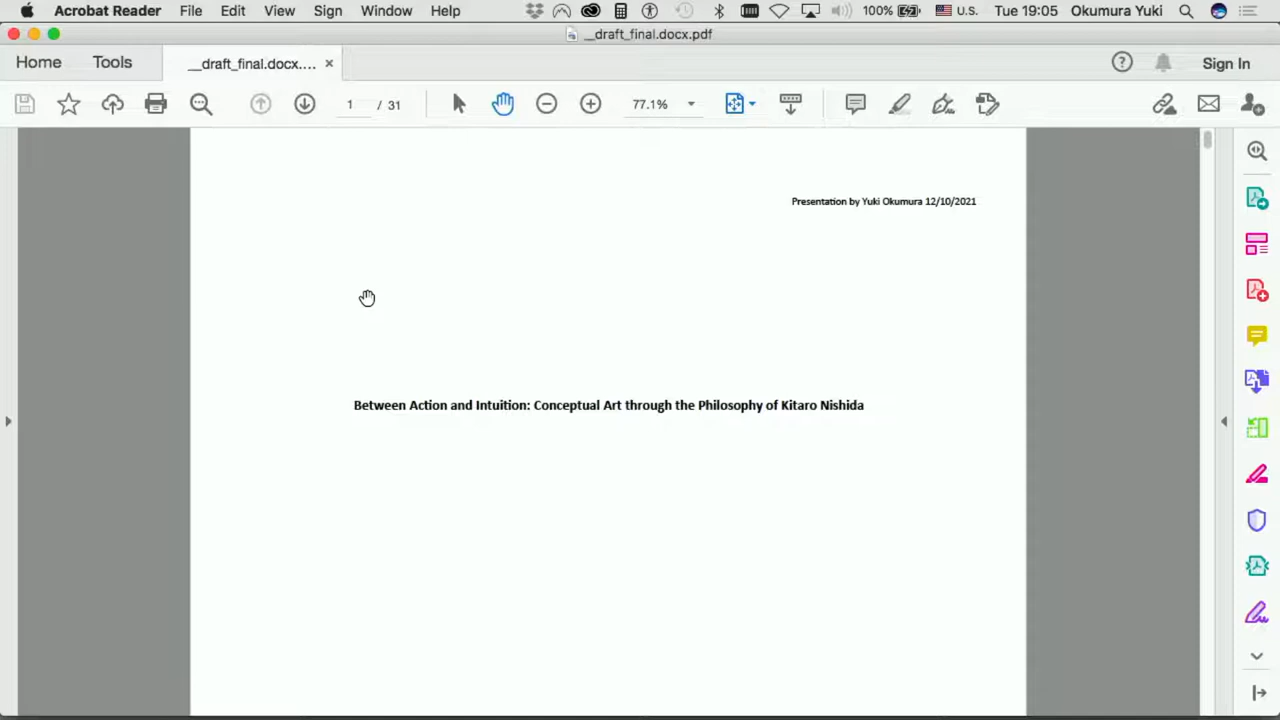 Acrobat Reader File Edit View Sign Window Help 100% U.S. Tue 19:05 Okumura Yuki
__draft_final.docx.pdf
Home Tools __draft_final.docx.... × Sign In
1 / 31 77.1%
Presentation by Yuki Okumura 12/10/2021
Between Action and Intuition: Conceptual Art through the Philosophy of Kitaro Nishida